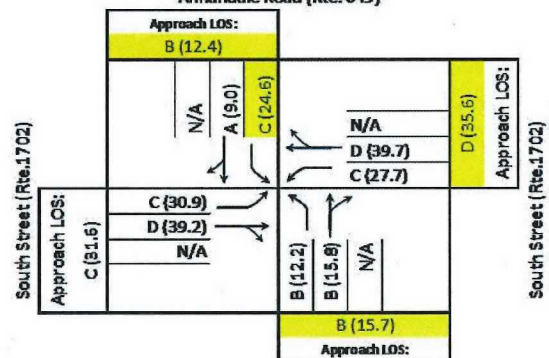 Approach LOS:
B (12.4)
N/A
A (9.0)
C (24.6)
N/A
D (39.7)
C (27.7)
D (35.6)
Approach LOS:
South Street (Rte.1702)
South Street (Rte.1702)
Approach LOS:
C (31.6)
C (30.9)
D (39.2)
N/A
B (12.2)
B (15.8)
N/A
B (15.7)
Approach LOS: